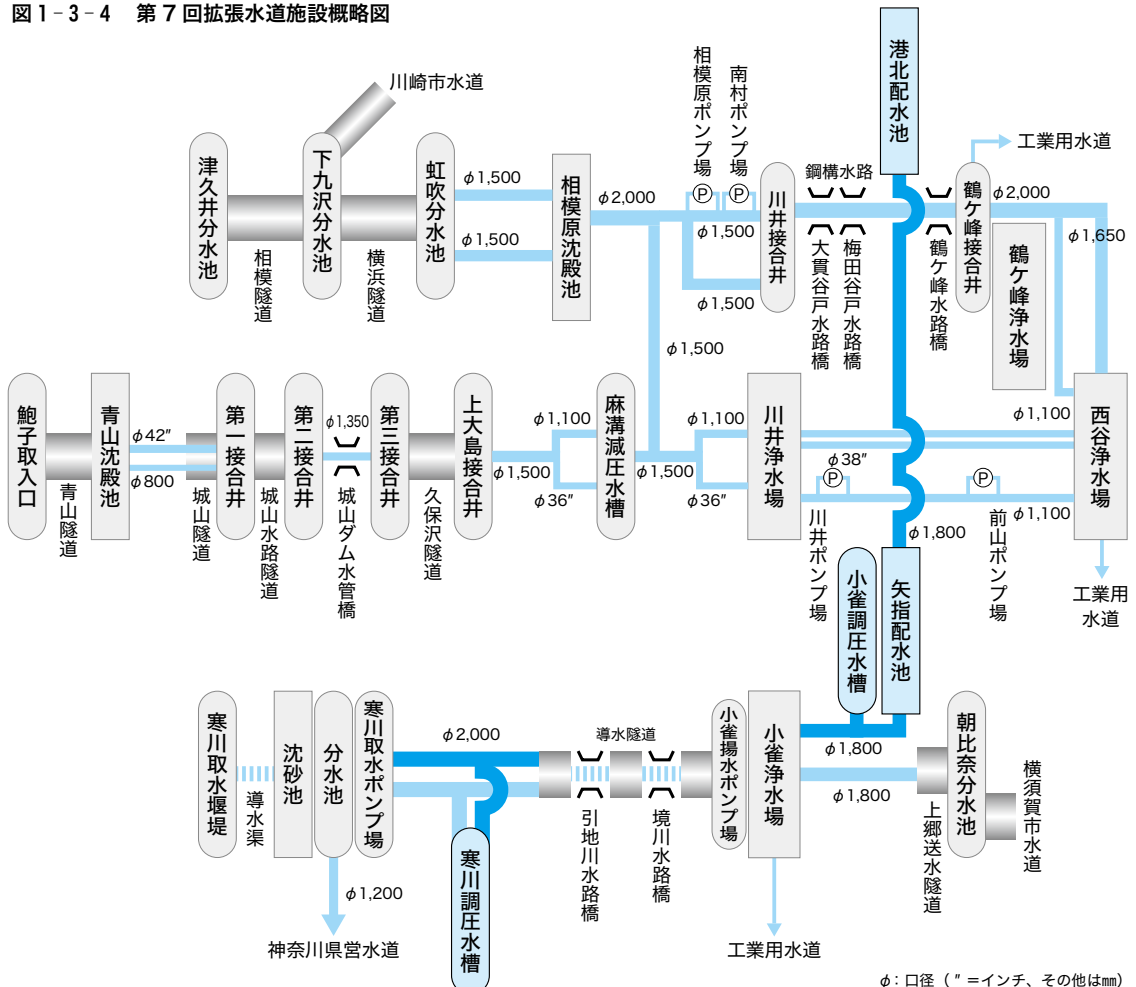 図1-3-4 第7回拡張水道施設概略図
川崎市水道
津久井分水池
相模隧道
下九沢分水池
横浜隧道
虹吹分水池
φ1,500
φ1,500
相模原沈殿池
φ2,000
相模原ポンプ場
P
南村ポンプ場
P
φ1,500
φ1,500
川井接合井
鋼構水路
大貫谷戸水路橋
梅田谷戸水路橋
港北配水池
鶴ケ峰水路橋
鶴ケ峰接合井
工業用水道
φ2,000
φ1,650
鶴ケ峰浄水場
φ1,500
鮑子取入口
青山隧道
青山沈殿池
φ42″
φ800
城山隧道
第一接合井
城山水路隧道
第二接合井
φ1,350
城山ダム水管橋
第三接合井
久保沢隧道
上大島接合井
φ1,500
φ1,100
φ36″
麻溝減圧水槽
φ1,500
φ1,100
φ36″
川井浄水場
φ1,100
φ38″
P
川井ポンプ場
P
前山ポンプ場
φ1,100
西谷浄水場
工業用
水道
φ1,800
小雀調圧水槽
矢指配水池
寒川取水堰堤
導水渠
沈砂池
分水池
φ1,200
神奈川県営水道
寒川取水ポンプ場
φ2,000
寒川調圧水槽
導水隧道
引地川水路橋
境川水路橋
小雀揚水ポンプ場
小雀浄水場
工業用水道
φ1,800
φ1,800
上郷送水隧道
朝比奈分水池
横須賀市水道
φ:口径(″=インチ、その他は㎜)